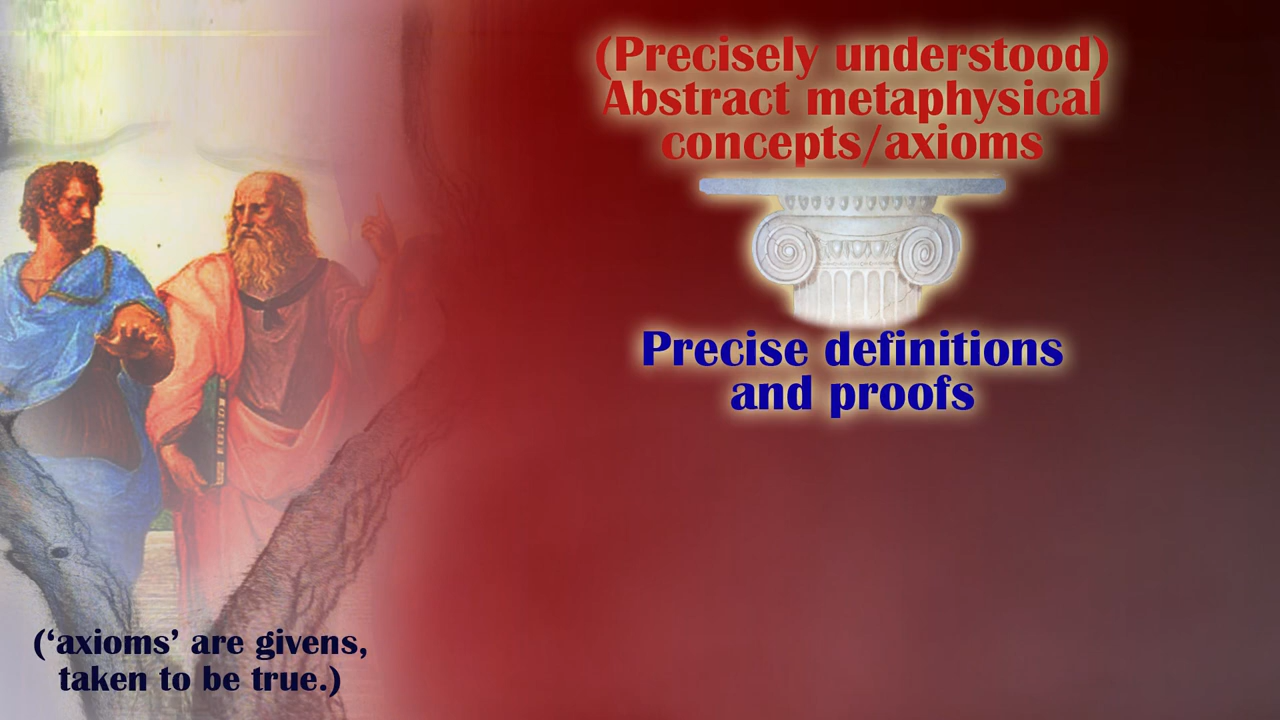 (Precisely understood)
Abstract metaphysical
concepts/axioms
Precise definitions
and proofs
(‘axioms’ are givens,
taken to be true.)